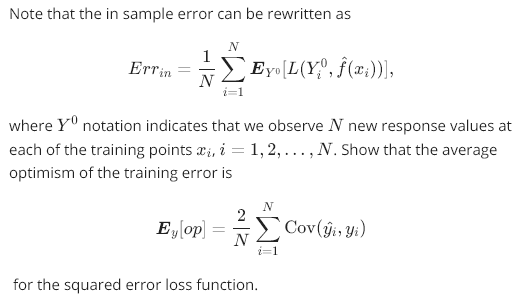 Note that the in sample error can be rewritten as
Err_{in} = \frac{1}{N} \sum_{i=1}^{N} \boldsymbol{E}_{Y^0}[L(Y_i^0, \hat{f}(x_i))],
where Y^0 notation indicates that we observe N new response values at
each of the training points x_i, i = 1, 2, \ldots, N. Show that the average
optimism of the training error is
\boldsymbol{E}_y[op] = \frac{2}{N} \sum_{i=1}^{N} \text{Cov}(\hat{y}_i, y_i)
for the squared error loss function.